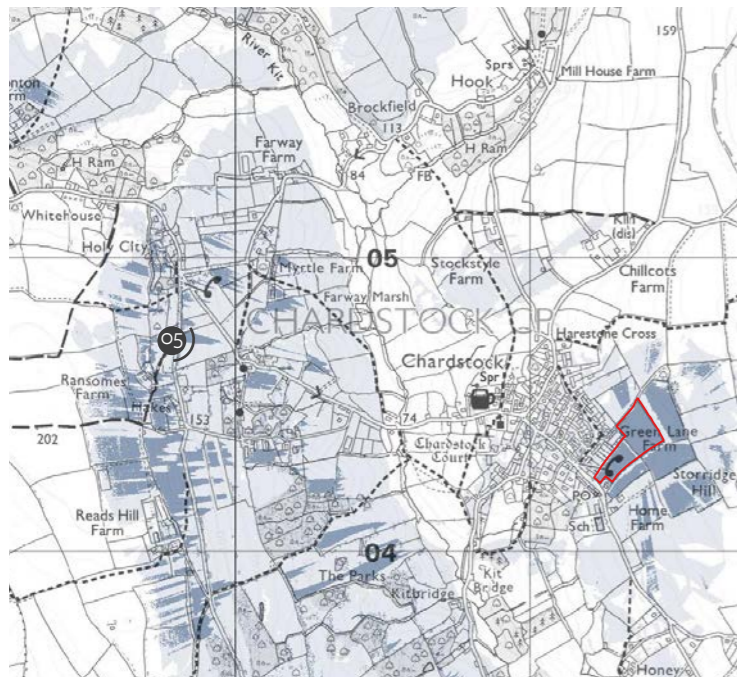 River Kit
Sprs
Hook
159
Mill House Farm
Brockfield
113
H Ram
Farway
Farm
84
FB
H Ram
Whitehouse
Holy City
Kiln
(dis)
05
Myrtle Farm
Stockstyle
Farm
Chillcots
Farm
Farway Marsh
CHARDSTOCK CP
Harestone Cross
05
Chardstock
Spr
Ransomes
Farm
Hakes
153
74
202
Chardstock
Court
Green Lane
Farm
Storridge
Hill
PO
Sch
Home
Farm
Reads Hill
Farm
04
The Parks
Kitbridge
Kit
Bridge
Honey